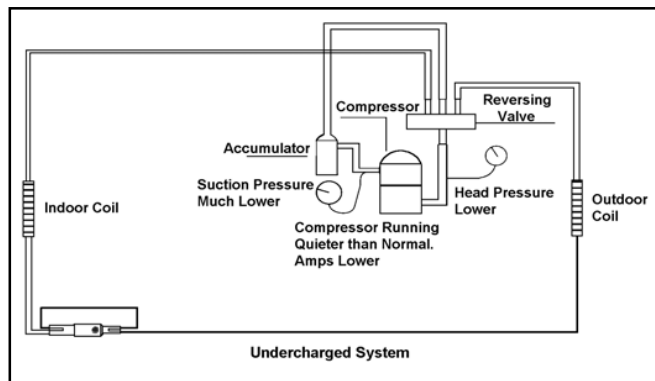 Compressor
Reversing
Valve
Accumulator
Suction Pressure
Much Lower
Head Pressure
Lower
Indoor Coil
Outdoor
Coil
Compressor Running
Quieter than Normal.
Amps Lower
Undercharged System